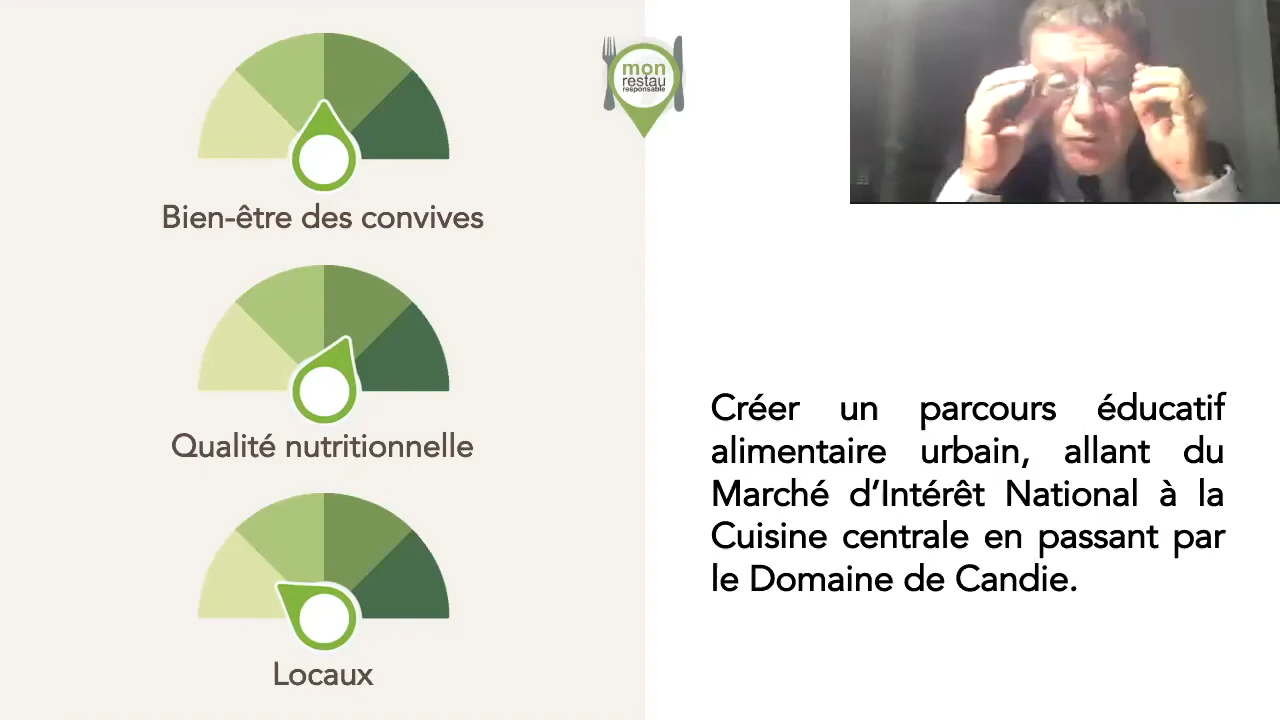 mon
restau
responsable
Bien-être des convives
Qualité nutritionnelle
Locaux
Créer un parcours éducatif
alimentaire urbain, allant du
Marché d’Intérêt National à la
Cuisine centrale en passant par
le Domaine de Candie.